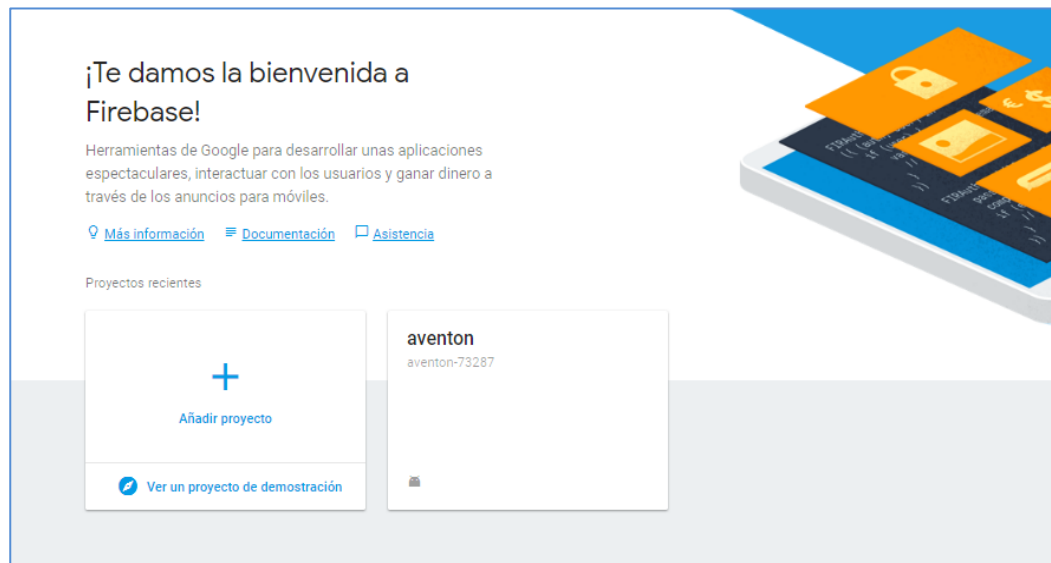 ¡Te damos la bienvenida a
Firebase!
Herramientas de Google para desarrollar unas aplicaciones
espectaculares, interactuar con los usuarios y ganar dinero a
través de los anuncios para móviles.
Más información Documentación Asistencia
Proyectos recientes
aventon
aventon-73287
Añadir proyecto
Ver un proyecto de demostración